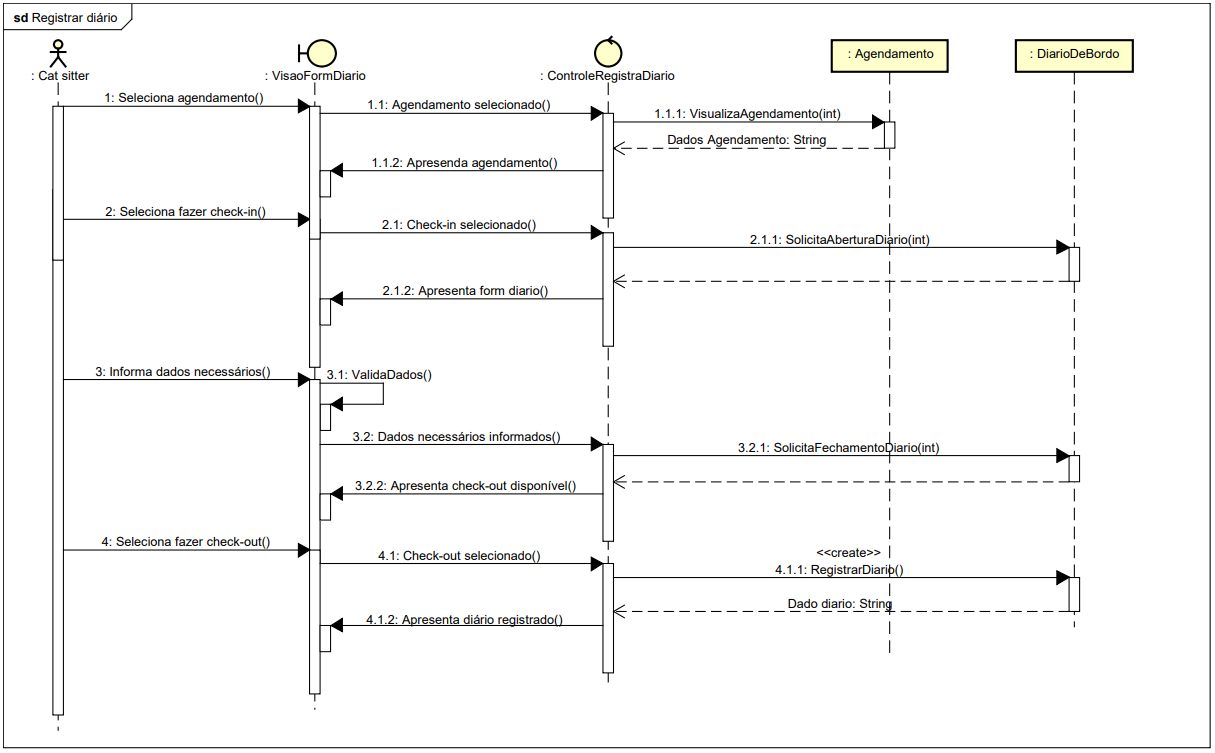 sd Registrar diário
: Cat sitter
: VisaoFormDiario
: ControleRegistraDiario
: Agendamento
: DiarioDeBordo
1: Seleciona agendamento()
1.1: Agendamento selecionado()
1.1.1: VisualizaAgendamento(int)
Dados Agendamento: String
1.1.2: Apresenda agendamento()
2: Seleciona fazer check-in()
2.1: Check-in selecionado()
2.1.1: SolicitaAberturaDiario(int)
2.1.2: Apresenta form diario()
3: Informa dados necessários()
3.1: ValidaDados()
3.2: Dados necessários informados()
3.2.1: SolicitaFechamentoDiario(int)
3.2.2: Apresenta check-out disponível()
4: Seleciona fazer check-out()
4.1: Check-out selecionado()
<<create>>
4.1.1: RegistrarDiario()
Dado diario: String
4.1.2: Apresenta diário registrado()